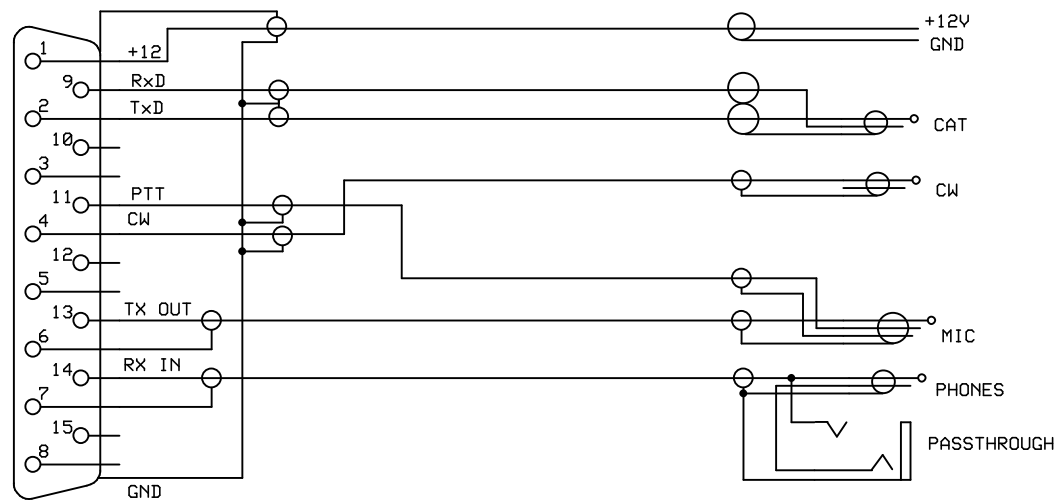 +12V
GND
1
+12
9
RxD
2
TxD
CAT
10
3
CW
11
PTT
4
CW
12
5
13
TX OUT
6
MIC
14
RX IN
PHONES
7
15
PASSTHROUGH
8
GND